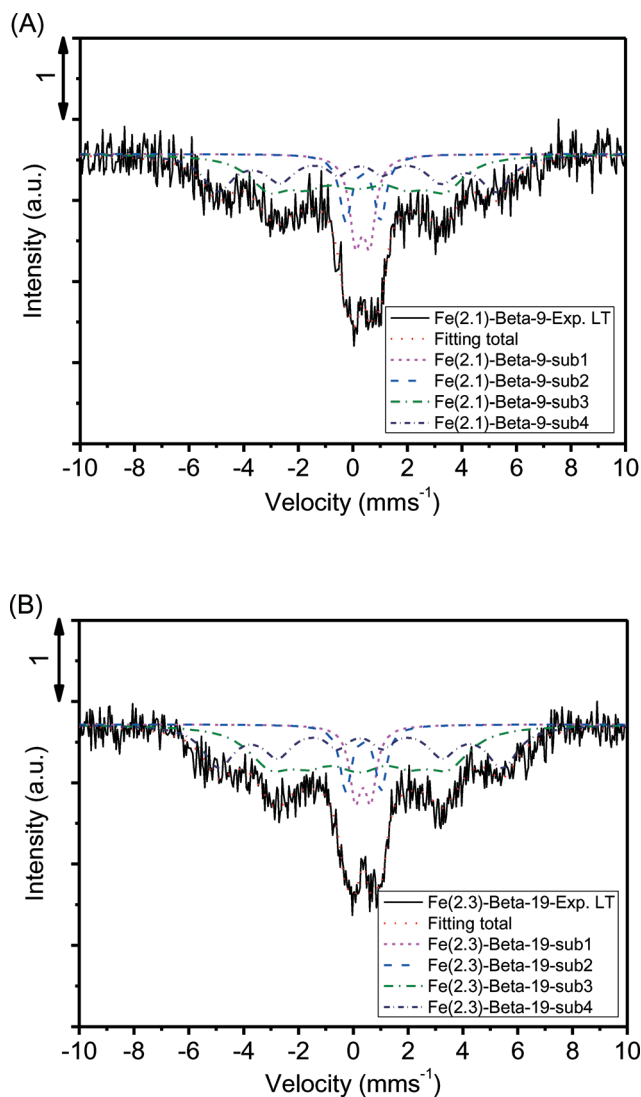 (A)
1
Intensity (a.u.)
Fe(2.1)-Beta-9-Exp. LT
Fitting total
Fe(2.1)-Beta-9-sub1
Fe(2.1)-Beta-9-sub2
Fe(2.1)-Beta-9-sub3
Fe(2.1)-Beta-9-sub4
-10 -8 -6 -4 -2 0 2 4 6 8 10
Velocity (mms⁻¹)
(B)
1
Intensity (a.u.)
Fe(2.3)-Beta-19-Exp. LT
Fitting total
Fe(2.3)-Beta-19-sub1
Fe(2.3)-Beta-19-sub2
Fe(2.3)-Beta-19-sub3
Fe(2.3)-Beta-19-sub4
-10 -8 -6 -4 -2 0 2 4 6 8 10
Velocity (mms⁻¹)